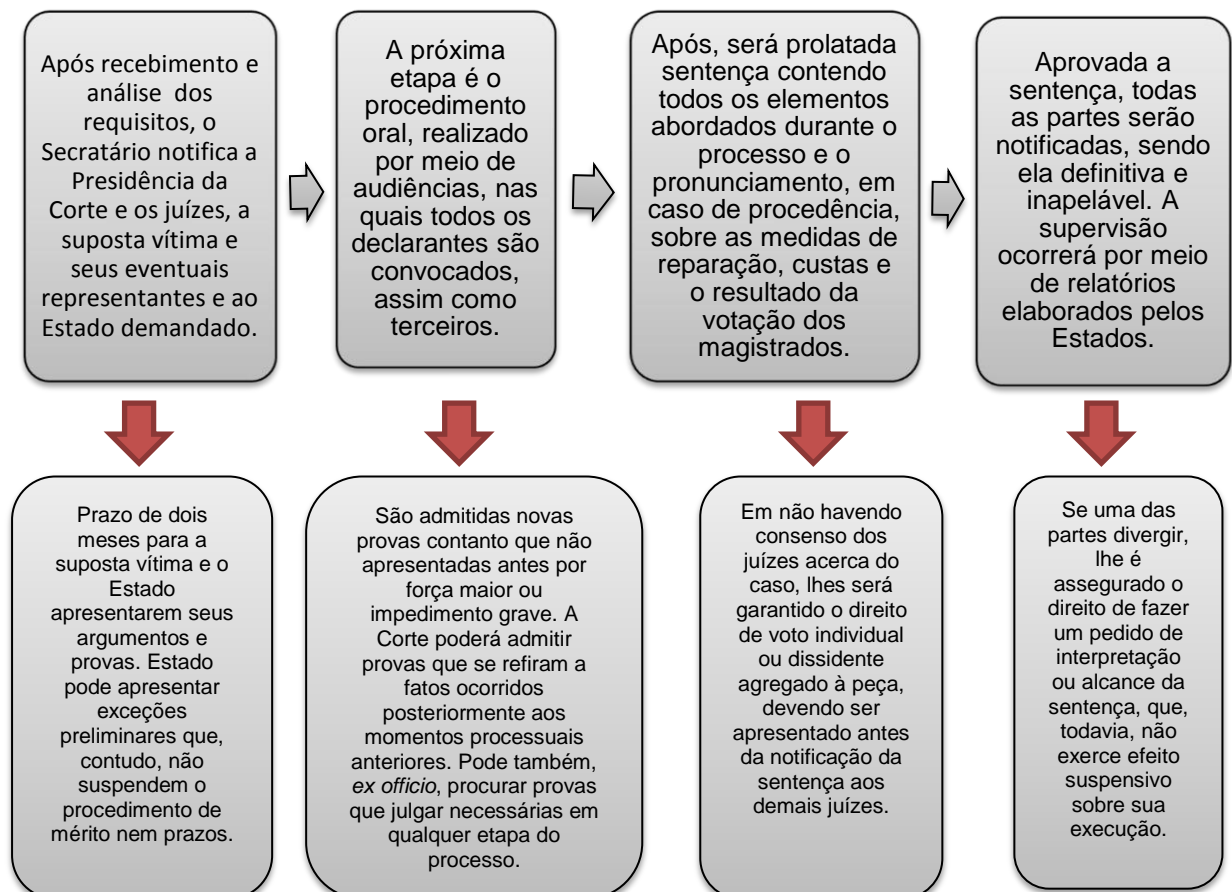 Após recebimento e
análise dos
requisitos, o
Secratário notifica a
Presidência da
Corte e os juízes, a
suposta vítima e
seus eventuais
representantes e ao
Estado demandado.
A próxima
etapa é o
procedimento
oral, realizado
por meio de
audiências, nas
quais todos os
declarantes são
convocados,
assim como
terceiros.
Após, será prolatada
sentença contendo
todos os elementos
abordados durante o
processo e o
pronunciamento, em
caso de procedência,
sobre as medidas de
reparação, custas e
o resultado da
votação dos
magistrados.
Aprovada a
sentença, todas
as partes serão
notificadas, sendo
ela definitiva e
inapelável. A
supervisão
ocorrerá por meio
de relatórios
elaborados pelos
Estados.
Prazo de dois
meses para a
suposta vítima e o
Estado
apresentarem seus
argumentos e
provas. Estado
pode apresentar
exceções
preliminares que,
contudo, não
suspendem o
procedimento de
mérito nem prazos.
São admitidas novas
provas contanto que não
apresentadas antes por
força maior ou
impedimento grave. A
Corte poderá admitir
provas que se refiram a
fatos ocorridos
posteriormente aos
momentos processuais
anteriores. Pode também,
ex officio, procurar provas
que julgar necessárias em
qualquer etapa do
processo.
Em não havendo
consenso dos
juízes acerca do
caso, lhes será
garantido o direito
de voto individual
ou dissidente
agregado à peça,
devendo ser
apresentado antes
da notificação da
sentença aos
demais juízes.
Se uma das
partes divergir,
lhe é
assegurado o
direito de fazer
um pedido de
interpretação
ou alcance da
sentença, que,
todavia, não
exerce efeito
suspensivo
sobre sua
execução.